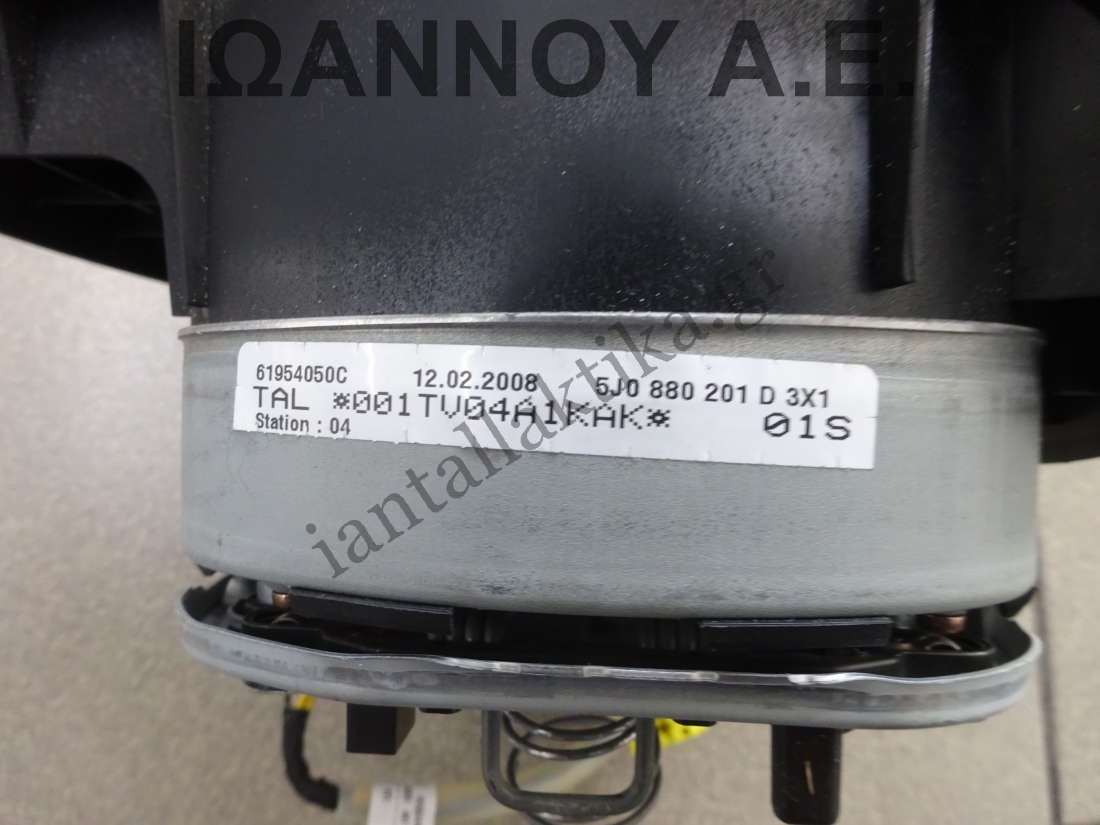 ΙΩΑΝΝΟΥ Α.Ε.
61954050C 12.02.2008 5J0 880 201 D 3X1
TAL *001TV04A1KAK* 01S
Station : 04
iantallaktika.gr